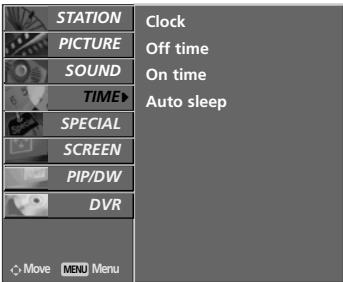 STATION
PICTURE
SOUND
TIME
SPECIAL
SCREEN
PIP/DW
DVR
Move MENU Menu
Clock
Off time
On time
Auto sleep